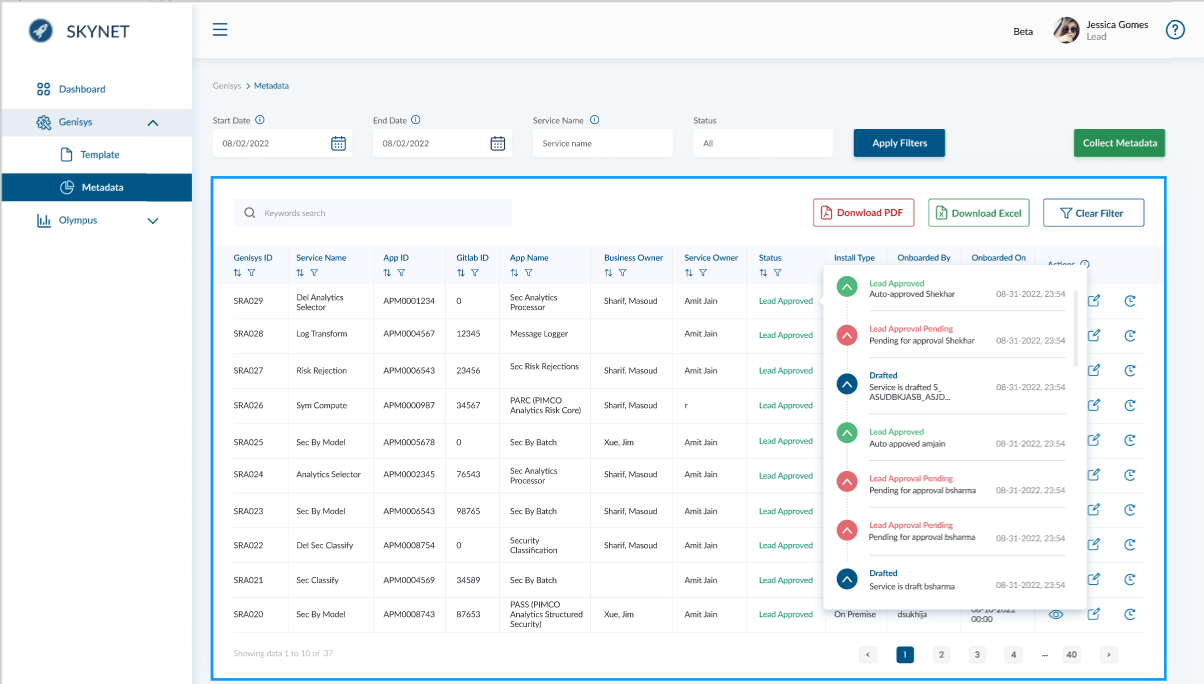 SKYNET
Beta
Jessica Gomes
Lead
Dashboard
Genisys
Template
Metadata
Olympus
Genisys > Metadata
Start Date
End Date
Service Name
Status
08/02/2022
08/02/2022
Service name
All
Apply Filters
Collect Metadata
Keywords search
Donwload PDF
Download Excel
Clear Filter
Genisys ID Service Name App ID Gitlab ID App Name Business Owner Service Owner Status Install Type Onboarded By Onboarded On Actions
SRA029 Del Analytics Selector APM0001234 0 Sec Analytics Processor Sharif, Masoud Amit Jain Lead Approved
SRA028 Log Transform APM0004567 12345 Message Logger Amit Jain Lead Approved
SRA027 Risk Rejection APM0006543 23456 Sec Risk Rejections Sharif, Masoud Amit Jain Lead Approved
SRA026 Sym Compute APM0000987 34567 PARC (PIMCO Analytics Risk Core) Sharif, Masoud r Lead Approved
SRA025 Sec By Model APM0005678 0 Sec By Batch Xue, Jim Amit Jain Lead Approved
SRA024 Analytics Selector APM0002345 76543 Sec Analytics Processor Sharif, Masoud Amit Jain Lead Approved
SRA023 Sec By Model APM0006543 98765 Sec By Batch Sharif, Masoud Amit Jain Lead Approved
SRA022 Del Sec Classify APM0008754 0 Security Classification Sharif, Masoud Amit Jain Lead Approved
SRA021 Sec Classify APM0004569 34589 Sec By Batch Amit Jain Lead Approved
SRA020 Sec By Model APM0008743 87653 PASS (PIMCO Analytics Structured Security) Xue, Jim Amit Jain Lead Approved On Premise dsukhija 08-10-2022 00:00
Lead Approved
Auto-approved Shekhar 08-31-2022, 23:54
Lead Approval Pending
Pending for approval Shekhar 08-31-2022, 23:54
Drafted
Service is drafted S_ 08-31-2022, 23:54
ASUDBKJASB_ASJD...
Lead Approved
Auto appoved amjain 08-31-2022, 23:54
Lead Approval Pending
Pending for approval bsharma 08-31-2022, 23:54
Lead Approval Pending
Pending for approval bsharma 08-31-2022, 23:54
Drafted
Service is draft bsharma 08-31-2022, 23:54
Showing data 1 to 10 of 37
< 1 2 3 4 ... 40 >